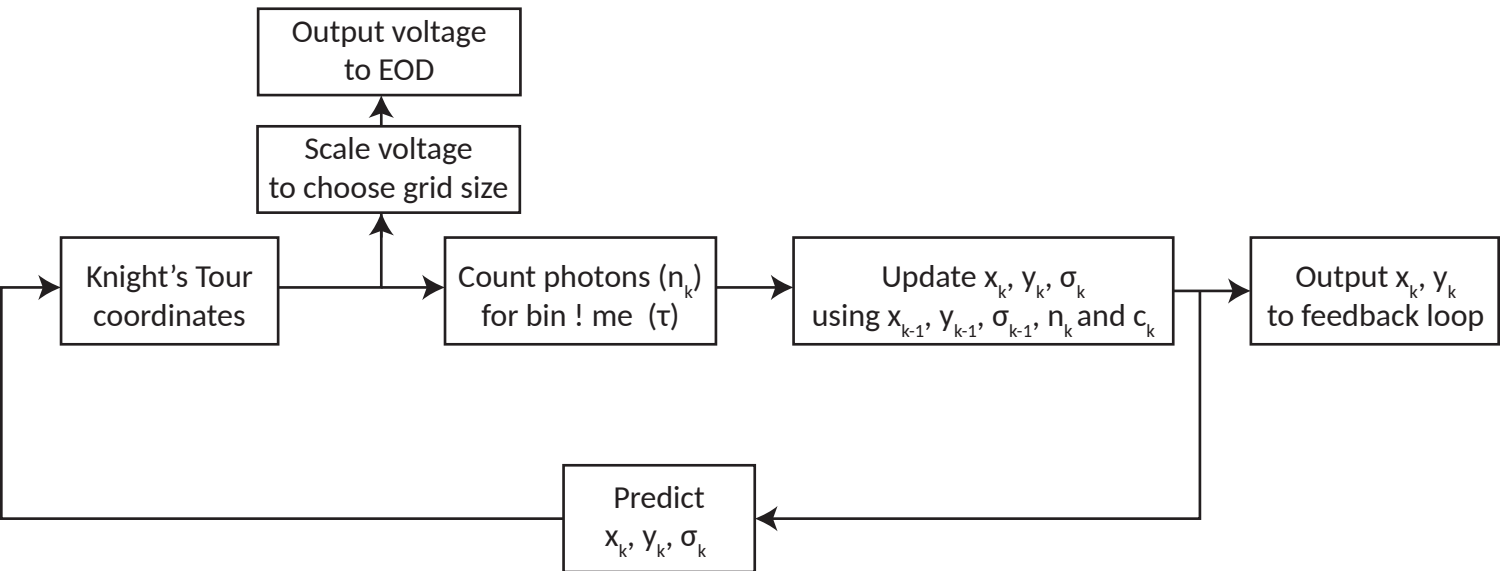 Output voltage
to EOD
Scale voltage
to choose grid size
Knight’s Tour
coordinates
Count photons (nₖ)
for bin ! me (τ)
Update xₖ, yₖ, σₖ
using xₖ₋₁, yₖ₋₁, σₖ₋₁, nₖ and cₖ
Output xₖ, yₖ
to feedback loop
Predict
xₖ, yₖ, σₖ